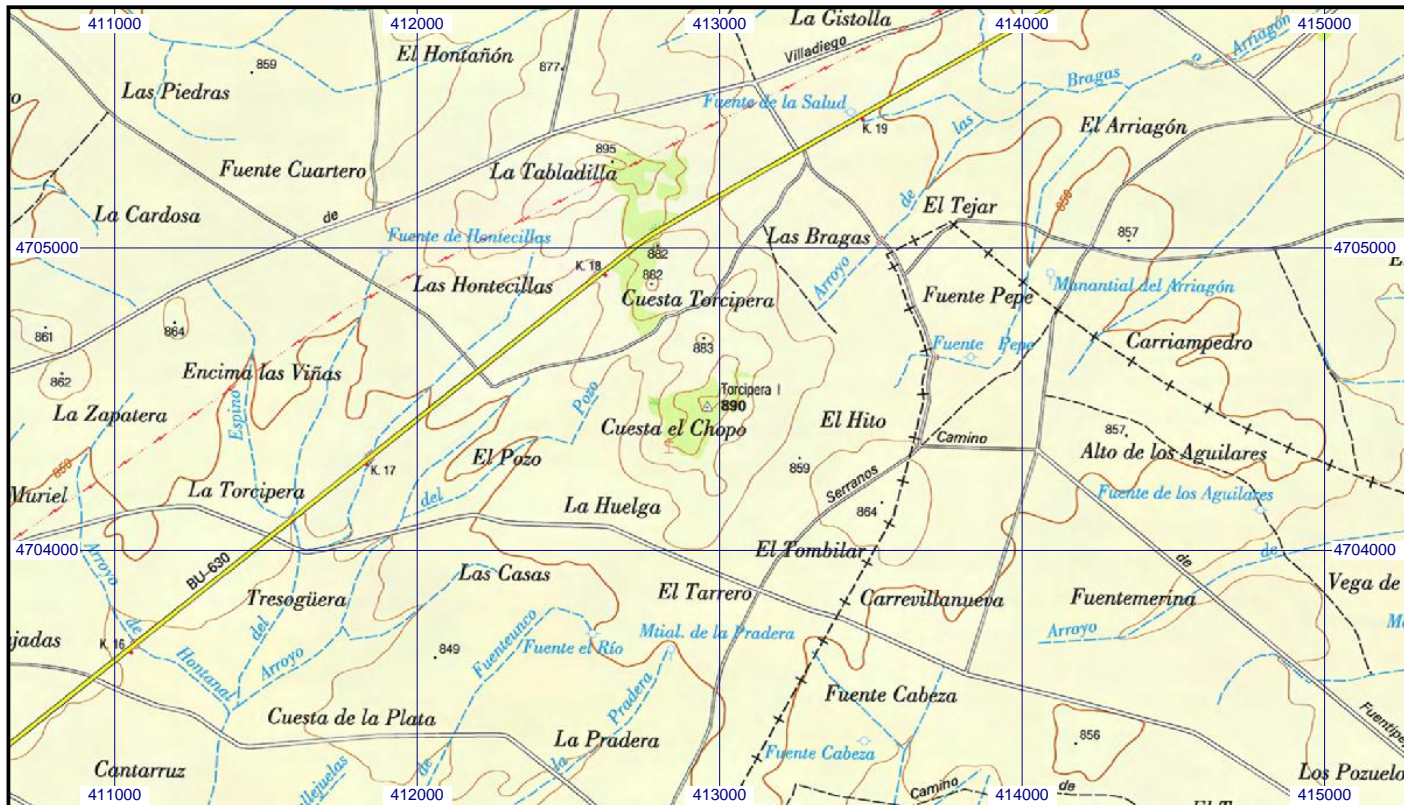 411000
412000
413000
414000
415000
La Gistolla
Arriagón
El Hontañón
Villadiego
859
877
Bragas
Las Piedras
Fuente de la Salud
K. 19
las
El Arriagón
895
Fuente Cuartero
La Tabladilla
de
850
El Tejar
La Cardosa
de
Fuente de Hontecillas
Las Bragas
857
4705000
4705000
882
K. 18
882
Las Hontecillas
Cuesta Torcipera
Arroyo
Fuente Pepe
Manantial del Arriagón
861
864
883
Fuente Pepe
Carriampedro
862
Encima las Viñas
Torcipera I
890
La Zapatera
Espino
Pozo
El Hito
Cuesta el Chopo
Camino
857
850
K. 17
El Pozo
859
Alto de los Aguilares
Muriel
La Torcipera
del
Serranos
Fuente de los Aguilares
La Huelga
864
4704000
4704000
El Tombilar
de
de
Arroyo
BU-630
Las Casas
Vega de
Tresogüera
El Tarrero
Carrevillanueva
Fuentemerina
de
del
Fuenteunco
Mtial. de la Pradera
Arroyo
jadas
K. 16
849
Fuente el Río
Arroyo
Hontanal
Pradera
Fuente Cabeza
Cuesta de la Plata
856
La Pradera
Fuente Cabeza
Cantarruz
de
la
Los Pozuelo
Camino
de
411000
412000
413000
414000
415000